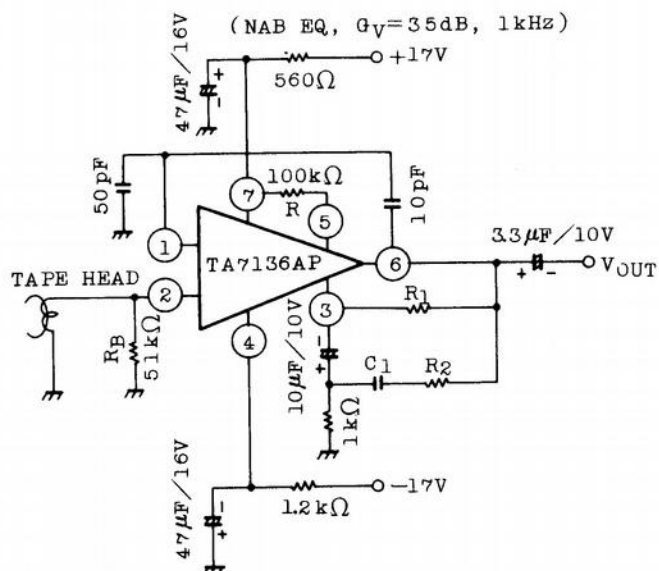 (NAB EQ, GV=35dB, 1kHz)
47μF/16V
+
-
560Ω
+17V
50pF
100kΩ
R
10pF
7
5
1
TA7136AP
6
3.3μF/10V
+ -
VOUT
TAPE HEAD
2
3
R1
RB
51kΩ
4
10μF/10V
-
+
C1
R2
1kΩ
47μF/16V
-
+
1.2kΩ
-17V